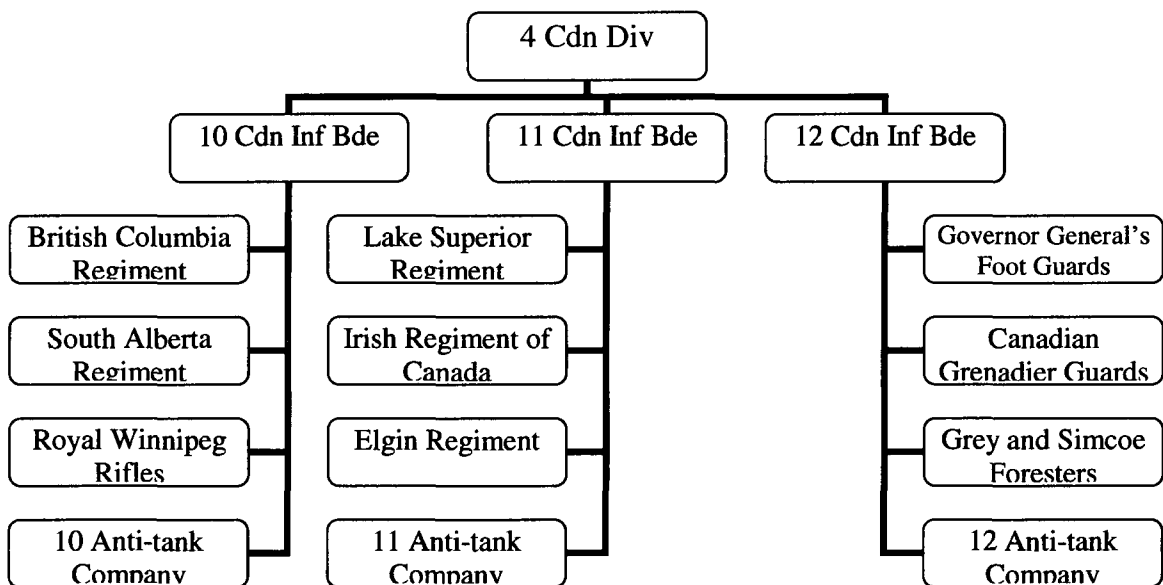 4 Cdn Div
10 Cdn Inf Bde
11 Cdn Inf Bde
12 Cdn Inf Bde
British Columbia
Regiment
Lake Superior
Regiment
Governor General's
Foot Guards
South Alberta
Regiment
Irish Regiment of
Canada
Canadian
Grenadier Guards
Royal Winnipeg
Rifles
Elgin Regiment
Grey and Simcoe
Foresters
10 Anti-tank
Company
11 Anti-tank
Company
12 Anti-tank
Company